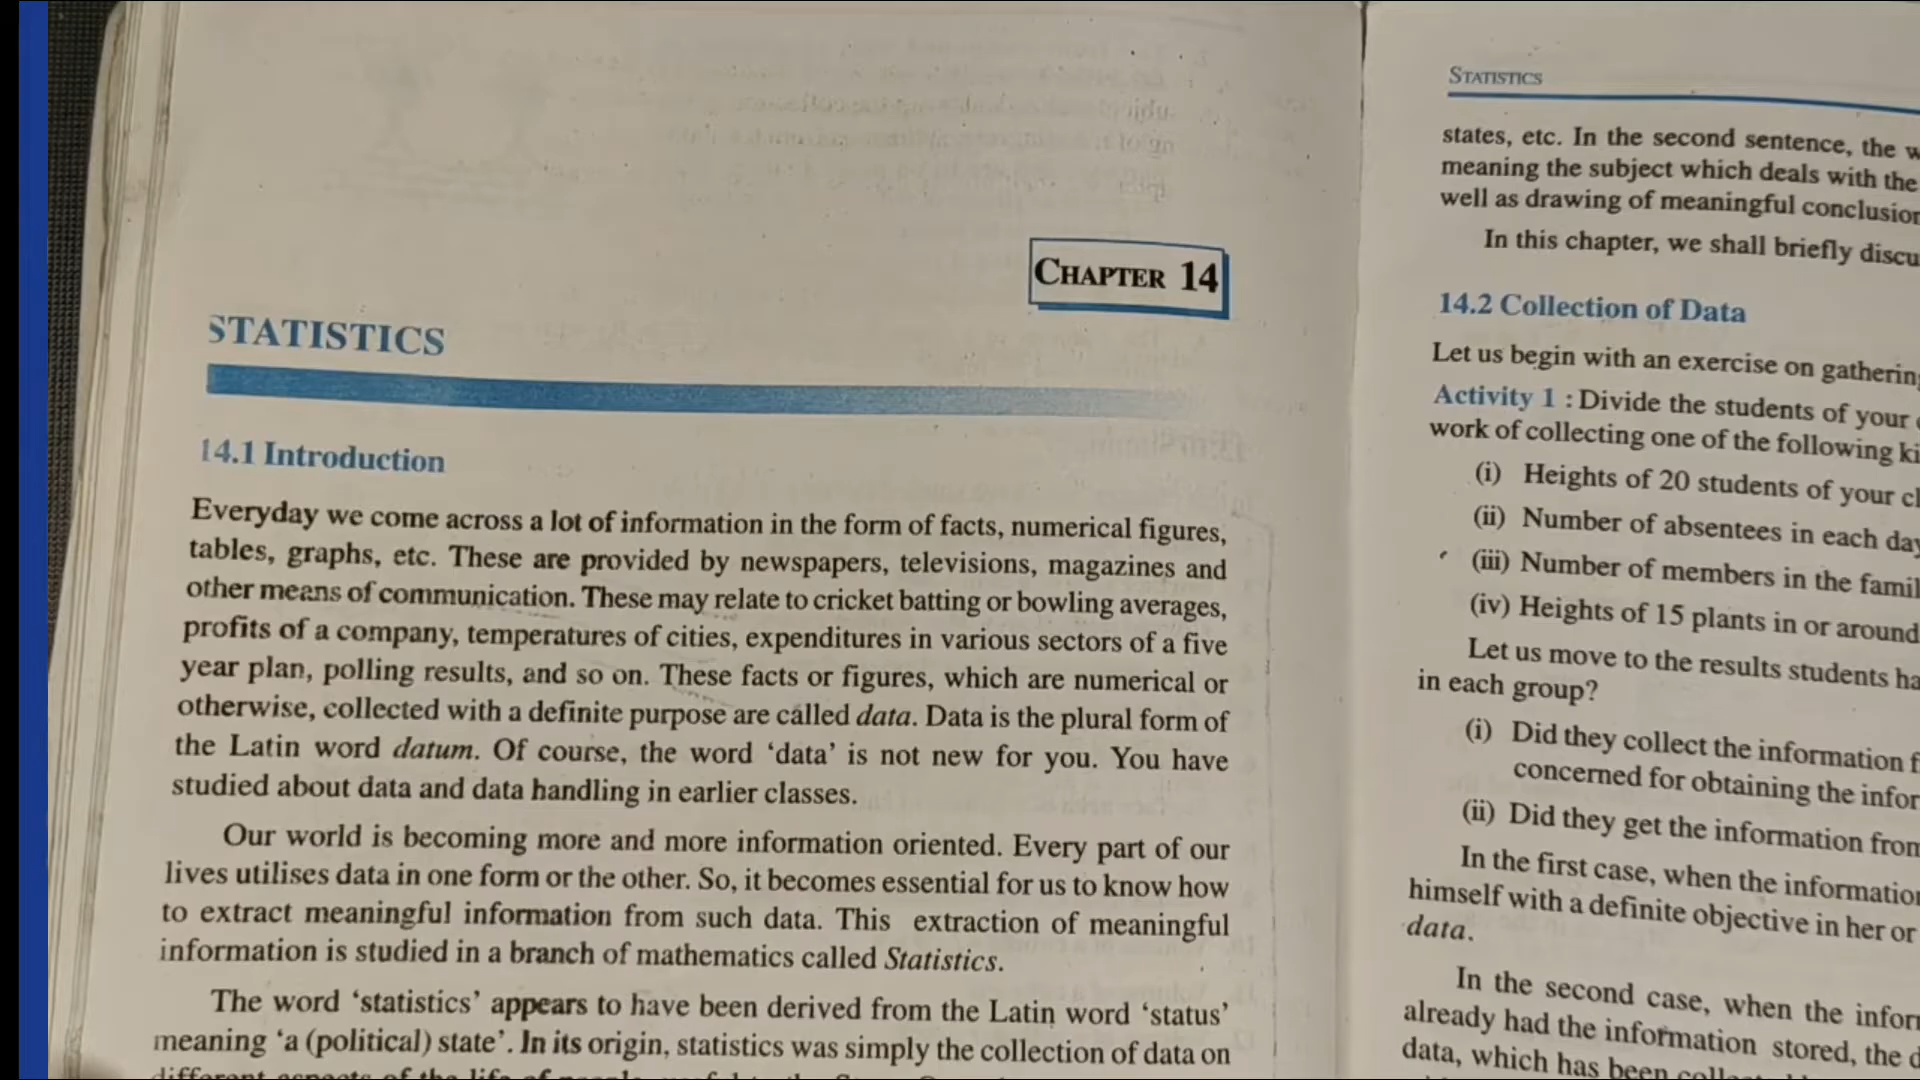 CHAPTER 14
STATISTICS
14.1 Introduction
Everyday we come across a lot of information in the form of facts, numerical figures,
tables, graphs, etc. These are provided by newspapers, televisions, magazines and
other means of communication. These may relate to cricket batting or bowling averages,
profits of a company, temperatures of cities, expenditures in various sectors of a five
year plan, polling results, and so on. These facts or figures, which are numerical or
otherwise, collected with a definite purpose are called data. Data is the plural form of
the Latin word datum. Of course, the word ‘data’ is not new for you. You have
studied about data and data handling in earlier classes.
Our world is becoming more and more information oriented. Every part of our
lives utilises data in one form or the other. So, it becomes essential for us to know how
to extract meaningful information from such data. This extraction of meaningful
information is studied in a branch of mathematics called Statistics.
The word ‘statistics’ appears to have been derived from the Latin word ‘status’
meaning ‘a (political) state’. In its origin, statistics was simply the collection of data on
STATISTICS
states, etc. In the second sentence, the
meaning the subject which deals with the
well as drawing of meaningful
In this chapter, we shall briefly
14.2 Collection of Data
Let us begin with an exercise on
Activity 1 : Divide the students of your
work of collecting one of the following
(i) Heights of 20 students of your
(ii) Number of absentees in each
(iii) Number of members in the
(iv) Heights of 15 plants in or around
Let us move to the results students
in each group?
(i) Did they collect the information
concerned for obtaining the
(ii) Did they get the information
In the first case, when the
himself with a definite objective in her or
data.
In the second case, when the
already had the information stored, the
data, which has been